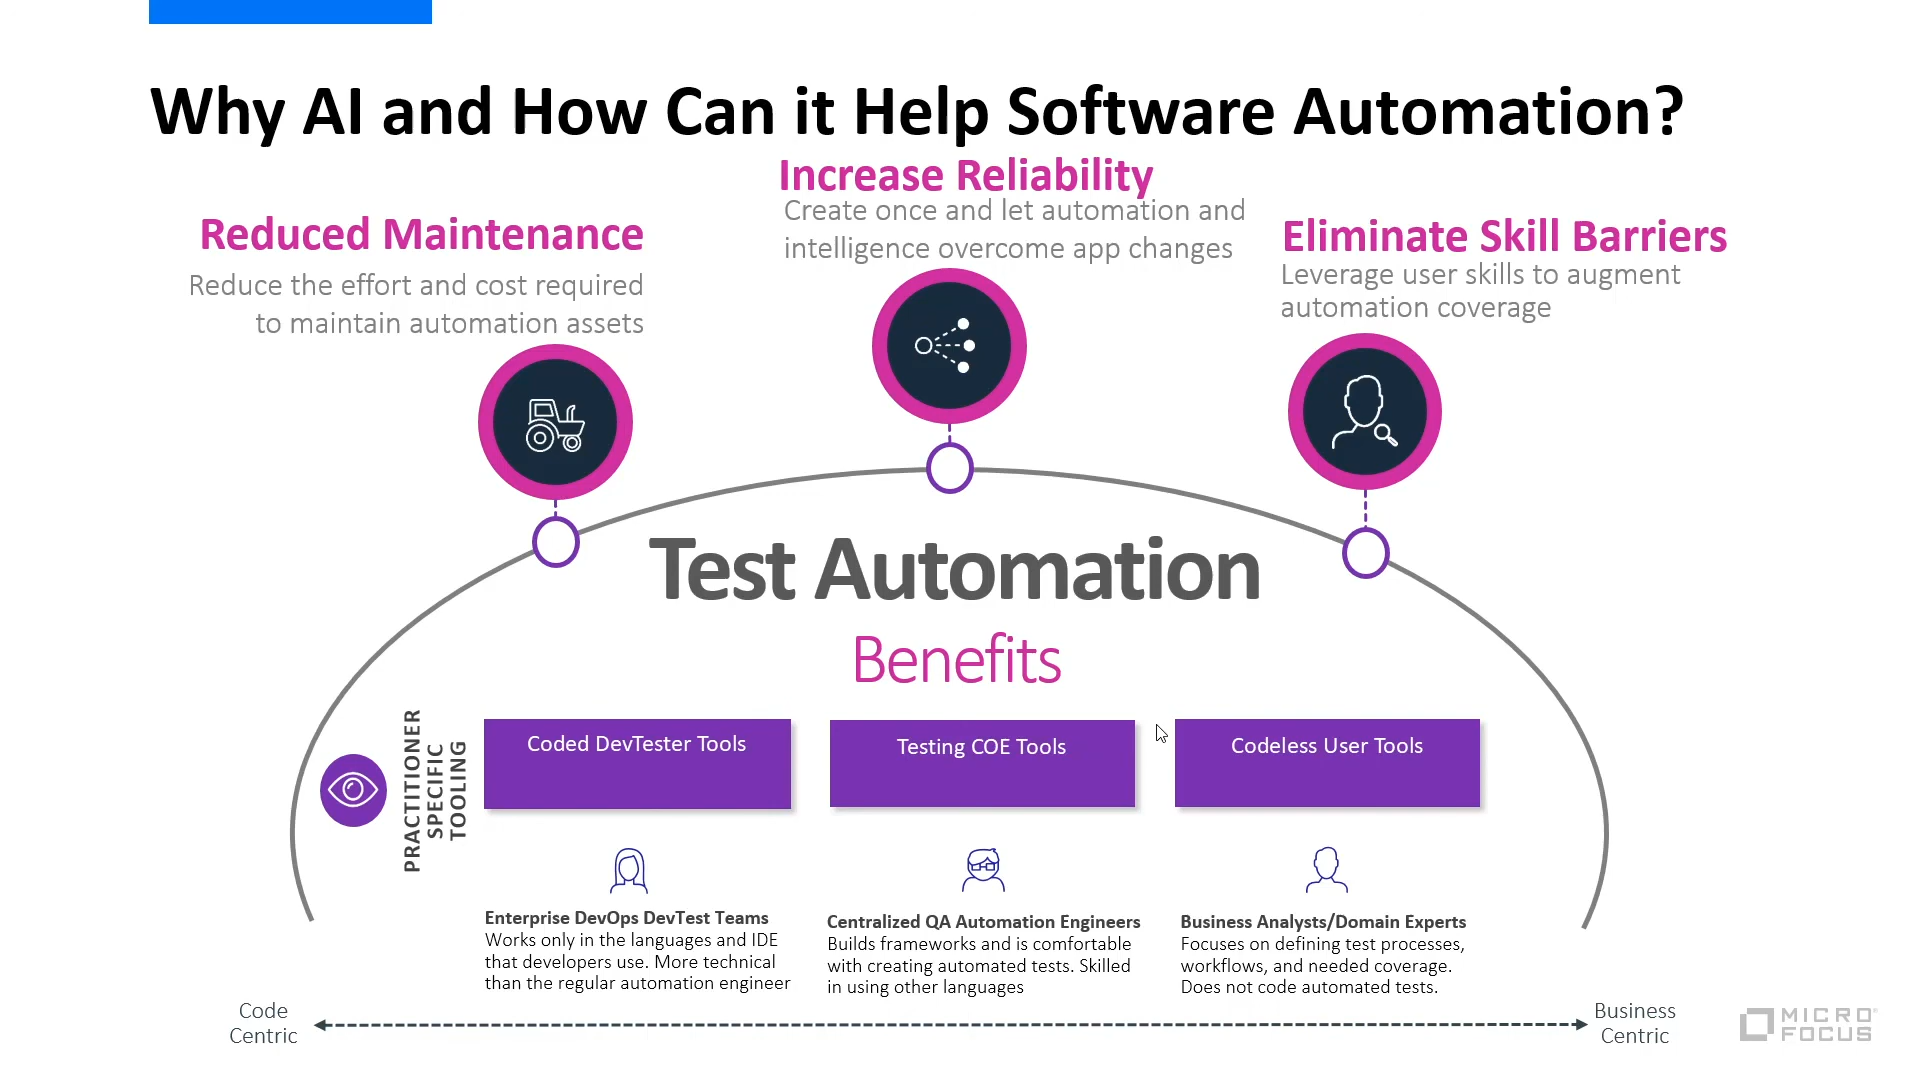 Why AI and How Can it Help Software Automation?
Increase Reliability
Create once and let automation and
intelligence overcome app changes
Reduced Maintenance
Reduce the effort and cost required
to maintain automation assets
Eliminate Skill Barriers
Leverage user skills to augment
automation coverage
Test Automation
Benefits
PRACTITIONER
SPECIFIC
TOOLING
Coded DevTester Tools
Testing COE Tools
Codeless User Tools
Enterprise DevOps DevTest Teams
Works only in the languages and IDE
that developers use. More technical
than the regular automation engineer
Centralized QA Automation Engineers
Builds frameworks and is comfortable
with creating automated tests. Skilled
in using other languages
Business Analysts/Domain Experts
Focuses on defining test processes,
workflows, and needed coverage.
Does not code automated tests.
Code
Centric
Business
Centric
MICRO
FOCUS